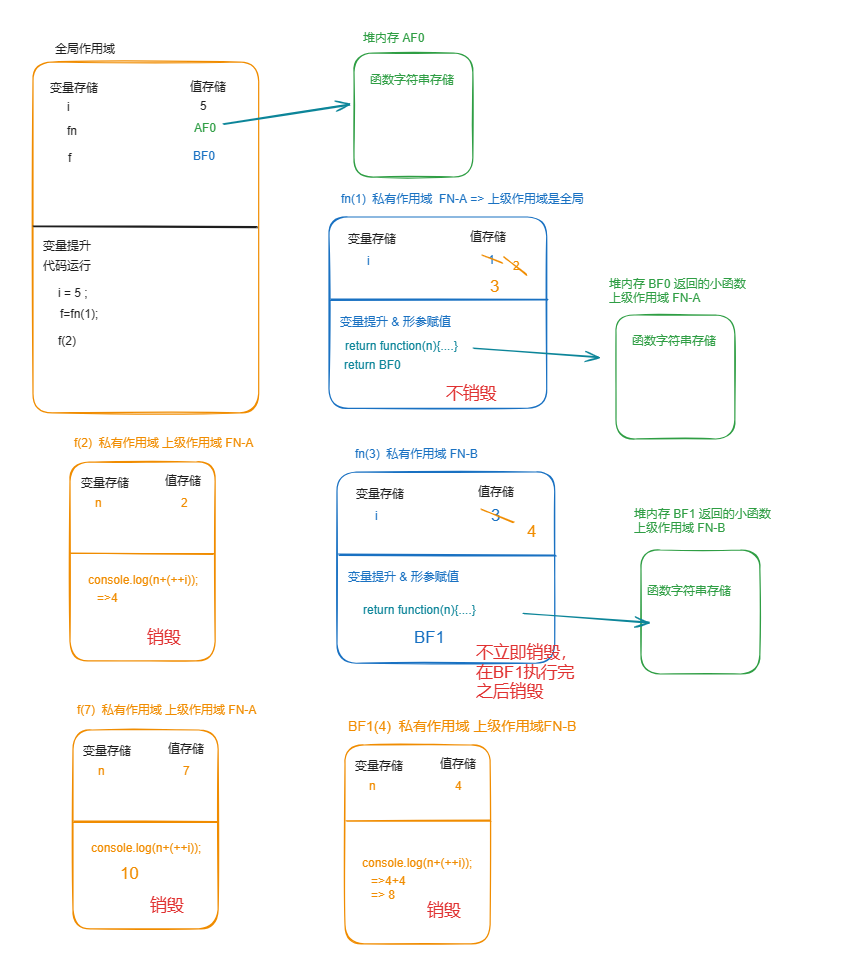 全局作用域
变量存储 值存储
i 5
fn AF0
f BF0
变量提升
代码运行
i = 5 ;
f=fn(1);
f(2)
堆内存 AF0
函数字符串存储
fn(1) 私有作用域 FN-A => 上级作用域是全局
变量存储 值存储
i 1 2
3
变量提升 & 形参赋值
return function(n){....}
return BF0
不销毁
堆内存 BF0 返回的小函数
上级作用域 FN-A
函数字符串存储
f(2) 私有作用域 上级作用域 FN-A
变量存储 值存储
n 2
console.log(n+(++i));
=>4
销毁
fn(3) 私有作用域 FN-B
变量存储 值存储
i 3
4
变量提升 & 形参赋值
return function(n){....}
BF1
不立即销毁,
在BF1执行完
之后销毁
堆内存 BF1 返回的小函数
上级作用域 FN-B
函数字符串存储
f(7) 私有作用域 上级作用域 FN-A
变量存储 值存储
n 7
console.log(n+(++i));
10
销毁
BF1(4) 私有作用域 上级作用域FN-B
变量存储 值存储
n 4
console.log(n+(++i));
=>4+4
=> 8
销毁